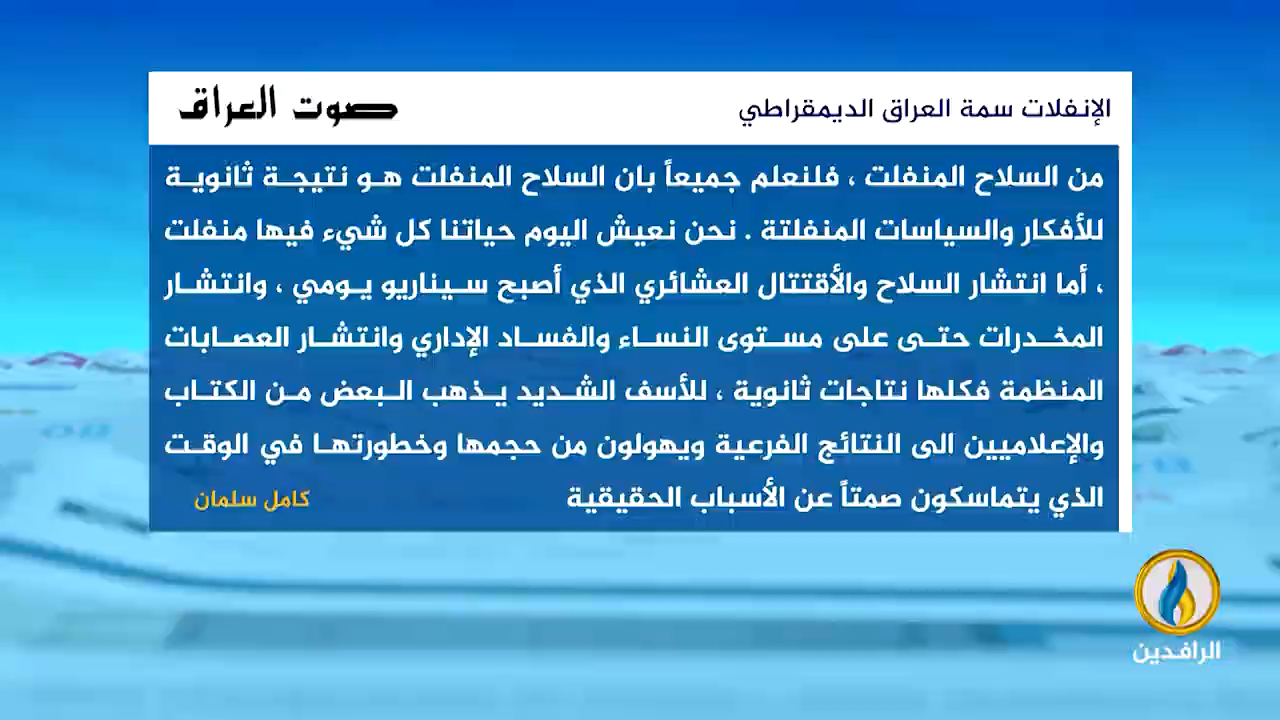 الإنفلات سمة العراق الديمقراطي
صوت العراق
من السلاح المنفلت ، فلنعلم جميعاً بان السلاح المنفلت هو نتيجة ثانوية
للأفكار والسياسات المنفلتة . نحن نعيش اليوم حياتنا كل شيء فيها منفلت
، أما انتشار السلاح والأقتتال العشائري الذي أصبح سيناريو يومي ، وانتشار
المخدرات حتى على مستوى النساء والفساد الإداري وانتشار العصابات
المنظمة فكلها نتاجات ثانوية ، للأسف الشديد يذهب البعض من الكتاب
والإعلاميين الى النتائج الفرعية ويهولون من حجمها وخطورتها في الوقت
الذي يتماسكون صمتاً عن الأسباب الحقيقية
كامل سلمان
الرافدين